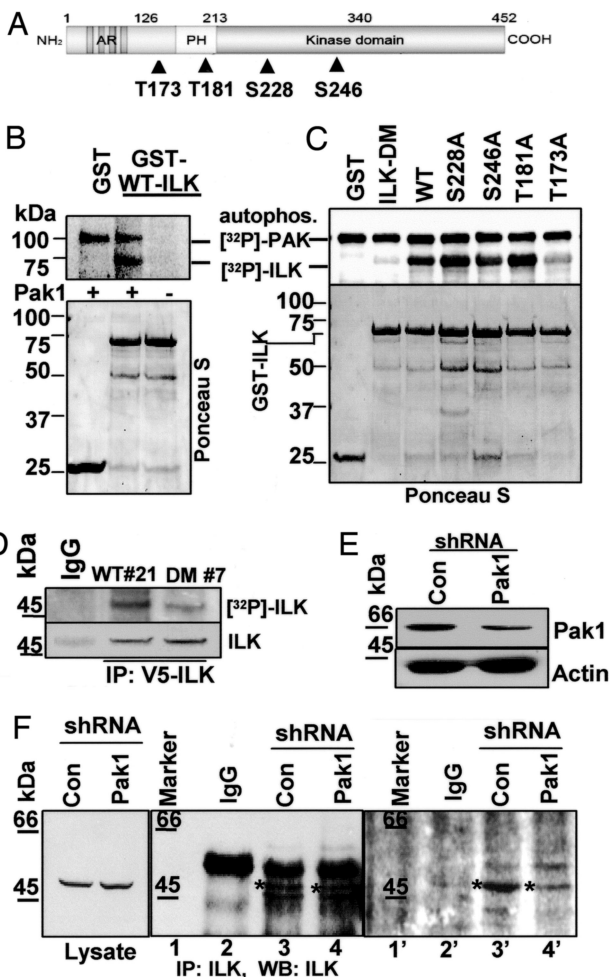 A
1 126 213 340 452
NH₂ AR PH Kinase domain COOH
T173 T181 S228 S246
B
GST
GST-
WT-ILK
kDa
100
75
[³²P]-PAK
[³²P]-ILK
Pak1 + + -
100
75
50
37
25
Ponceau S
C
GST ILK-DM WT S228A S246A T181A T173A
autophos.
100
75
50
37
25
GST-ILK
Ponceau S
kDa
IgG
WT#21 DM #7
45
[³²P]-ILK
45
ILK
IP: V5-ILK
E
shRNA
kDa
Con
Pak1
66
45
Pak1
Actin
F
shRNA
kDa
Con
Pak1
66
45
Lysate
shRNA
Marker
IgG
Con
Pak1
66
45
* *
1 2 3 4
IP: ILK, WB: ILK
shRNA
Marker
IgG
Con
Pak1
66
45
* *
1' 2' 3' 4'